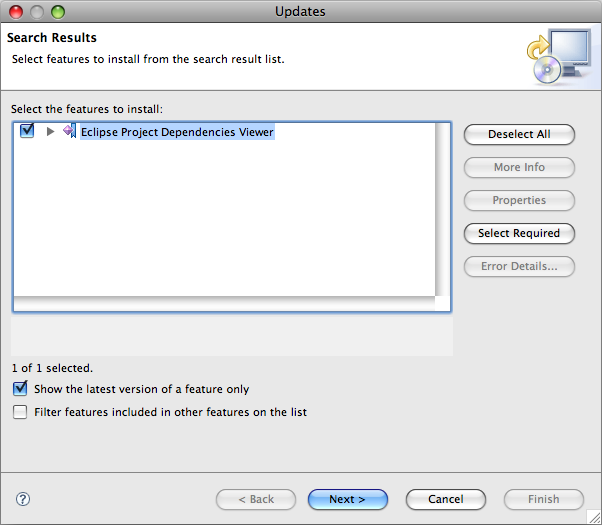 Updates
Search Results
Select features to install from the search result list.
Select the features to install:
Eclipse Project Dependencies Viewer
Deselect All
More Info
Properties
Select Required
Error Details...
1 of 1 selected.
Show the latest version of a feature only
Filter features included in other features on the list
?
< Back
Next >
Cancel
Finish